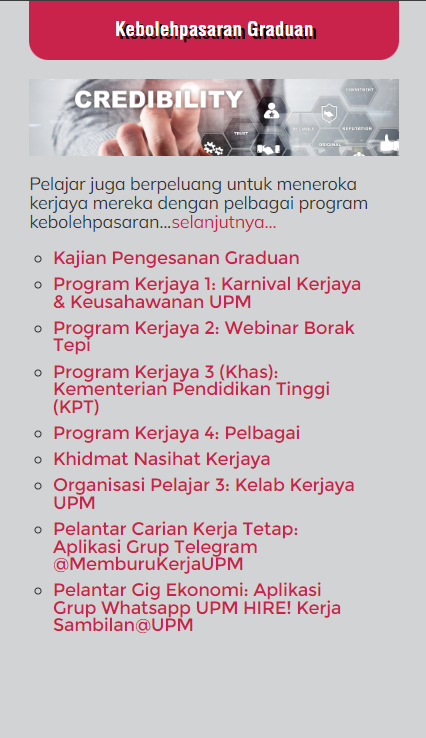 Kebolehpasaran Graduan
CREDIBILITY
COMMITMENT
TRUST
RELIABLE
REPUTATION
ORIGINAL
Pelajar juga berpeluang untuk meneroka
kerjaya mereka dengan pelbagai program
kebolehpasaran...selanjutnya...
Kajian Pengesanan Graduan
Program Kerjaya 1: Karnival Kerjaya
& Keusahawanan UPM
Program Kerjaya 2: Webinar Borak
Tepi
Program Kerjaya 3 (Khas):
Kementerian Pendidikan Tinggi
(KPT)
Program Kerjaya 4: Pelbagai
Khidmat Nasihat Kerjaya
Organisasi Pelajar 3: Kelab Kerjaya
UPM
Pelantar Carian Kerja Tetap:
Aplikasi Grup Telegram
@MemburuKerjaUPM
Pelantar Gig Ekonomi: Aplikasi
Grup Whatsapp UPM HIRE! Kerja
Sambilan@UPM